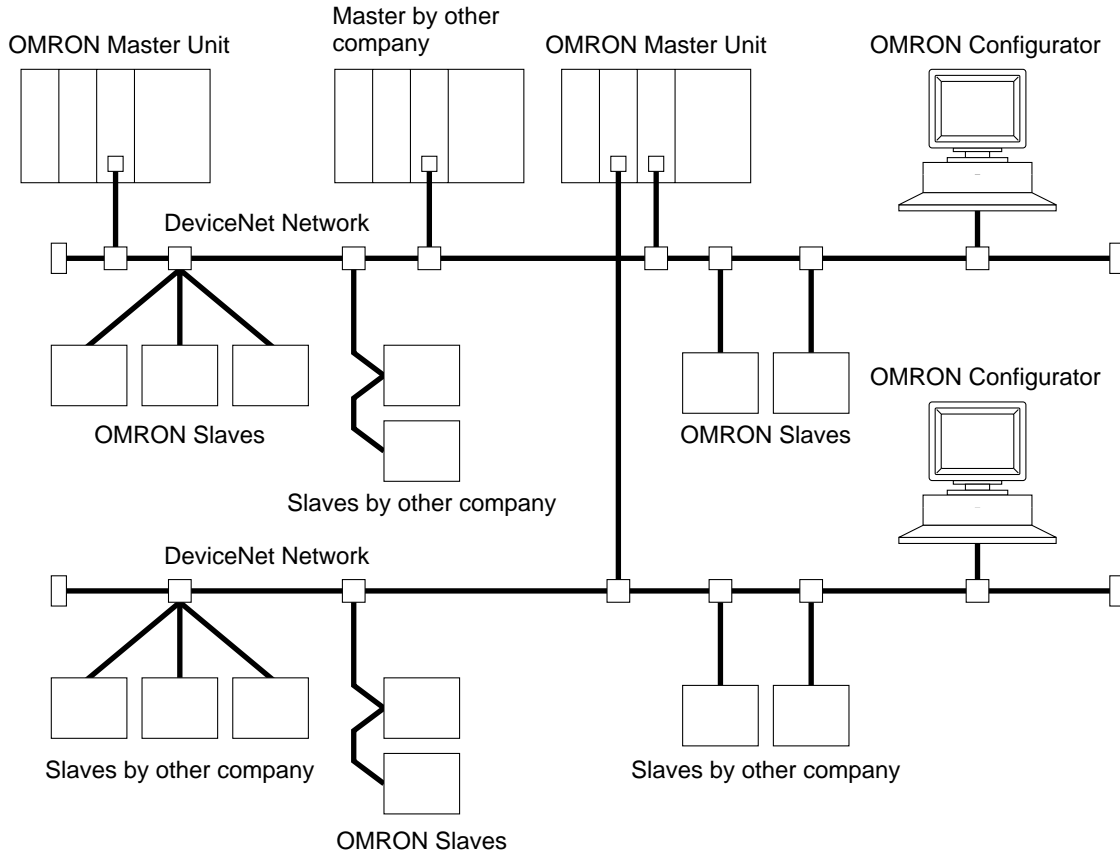 OMRON Master Unit
Master by other
company
OMRON Master Unit
OMRON Configurator
DeviceNet Network
OMRON Slaves
Slaves by other company
OMRON Slaves
OMRON Configurator
DeviceNet Network
Slaves by other company
OMRON Slaves
Slaves by other company